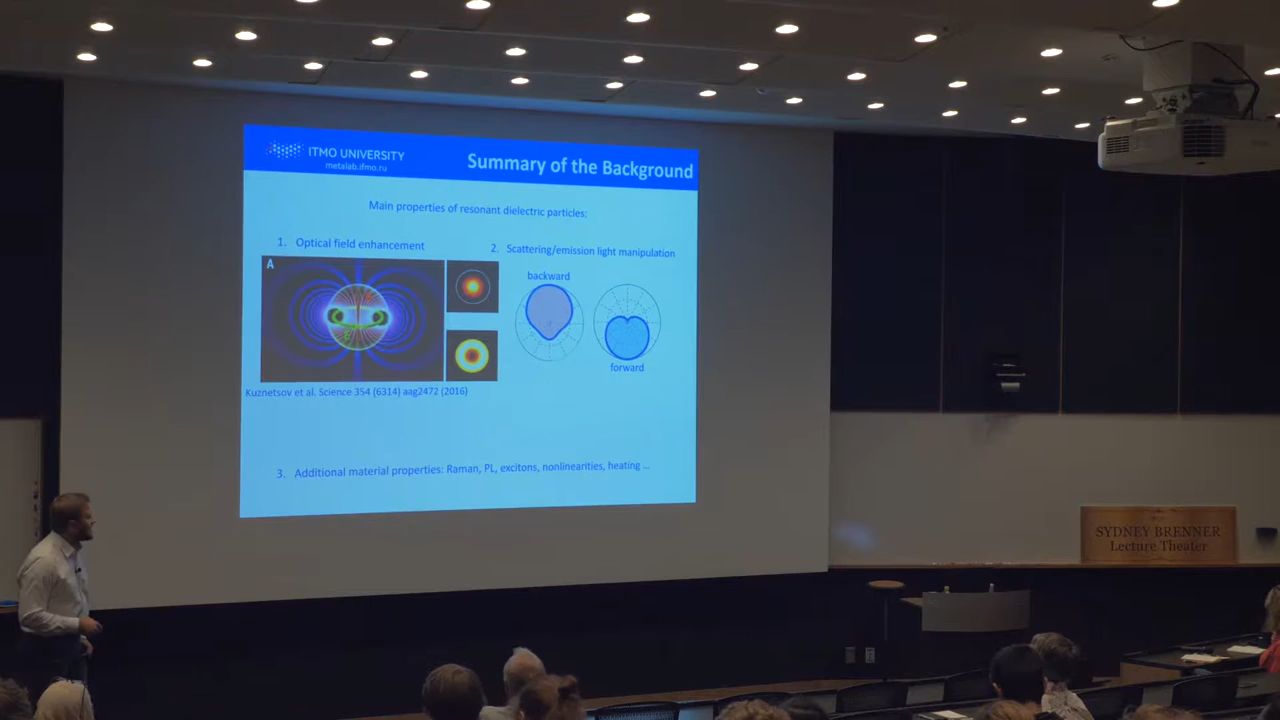 ITMO UNIVERSITY
metalab.ifmo.ru
Summary of the Background
Main properties of resonant dielectric particles:
1. Optical field enhancement
2. Scattering/emission light manipulation
A
backward
forward
Kuznetsov et al. Science 354 (6314) aag2472 (2016)
3. Additional material properties: Raman, PL, excitons, nonlinearities, heating ...
SYDNEY BRENNER
Lecture Theater